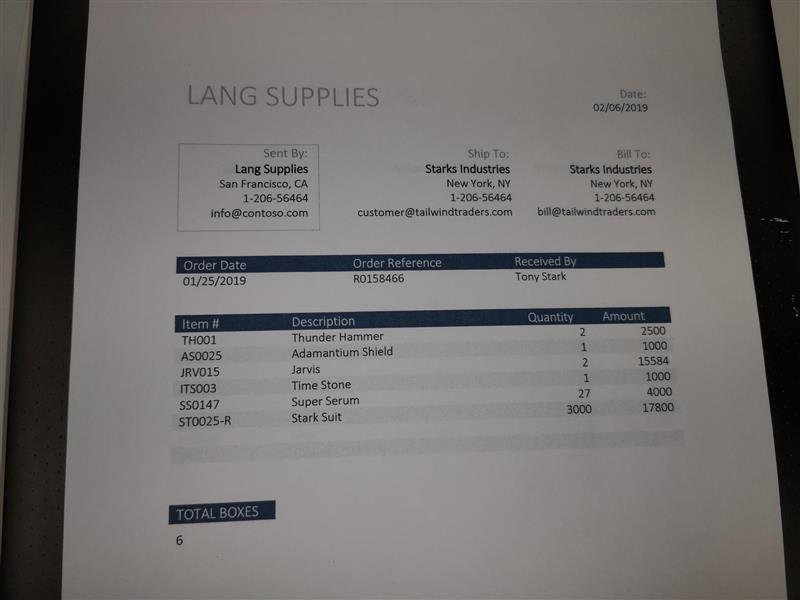 LANG SUPPLIES
Date:
02/06/2019
Sent By:
Lang Supplies
San Francisco, CA
1-206-56464
info@contoso.com
Ship To:
Starks Industries
New York, NY
1-206-56464
customer@tailwindtraders.com
Bill To:
Starks Industries
New York, NY
1-206-56464
bill@tailwindtraders.com
Order Date Order Reference Received By
01/25/2019 R0158466 Tony Stark
Item # Description Quantity Amount
TH001 Thunder Hammer 2 2500
AS0025 Adamantium Shield 1 1000
JRV015 Jarvis 2 15584
ITS003 Time Stone 1 1000
SS0147 Super Serum 27 4000
ST0025-R Stark Suit 3000 17800
TOTAL BOXES
6